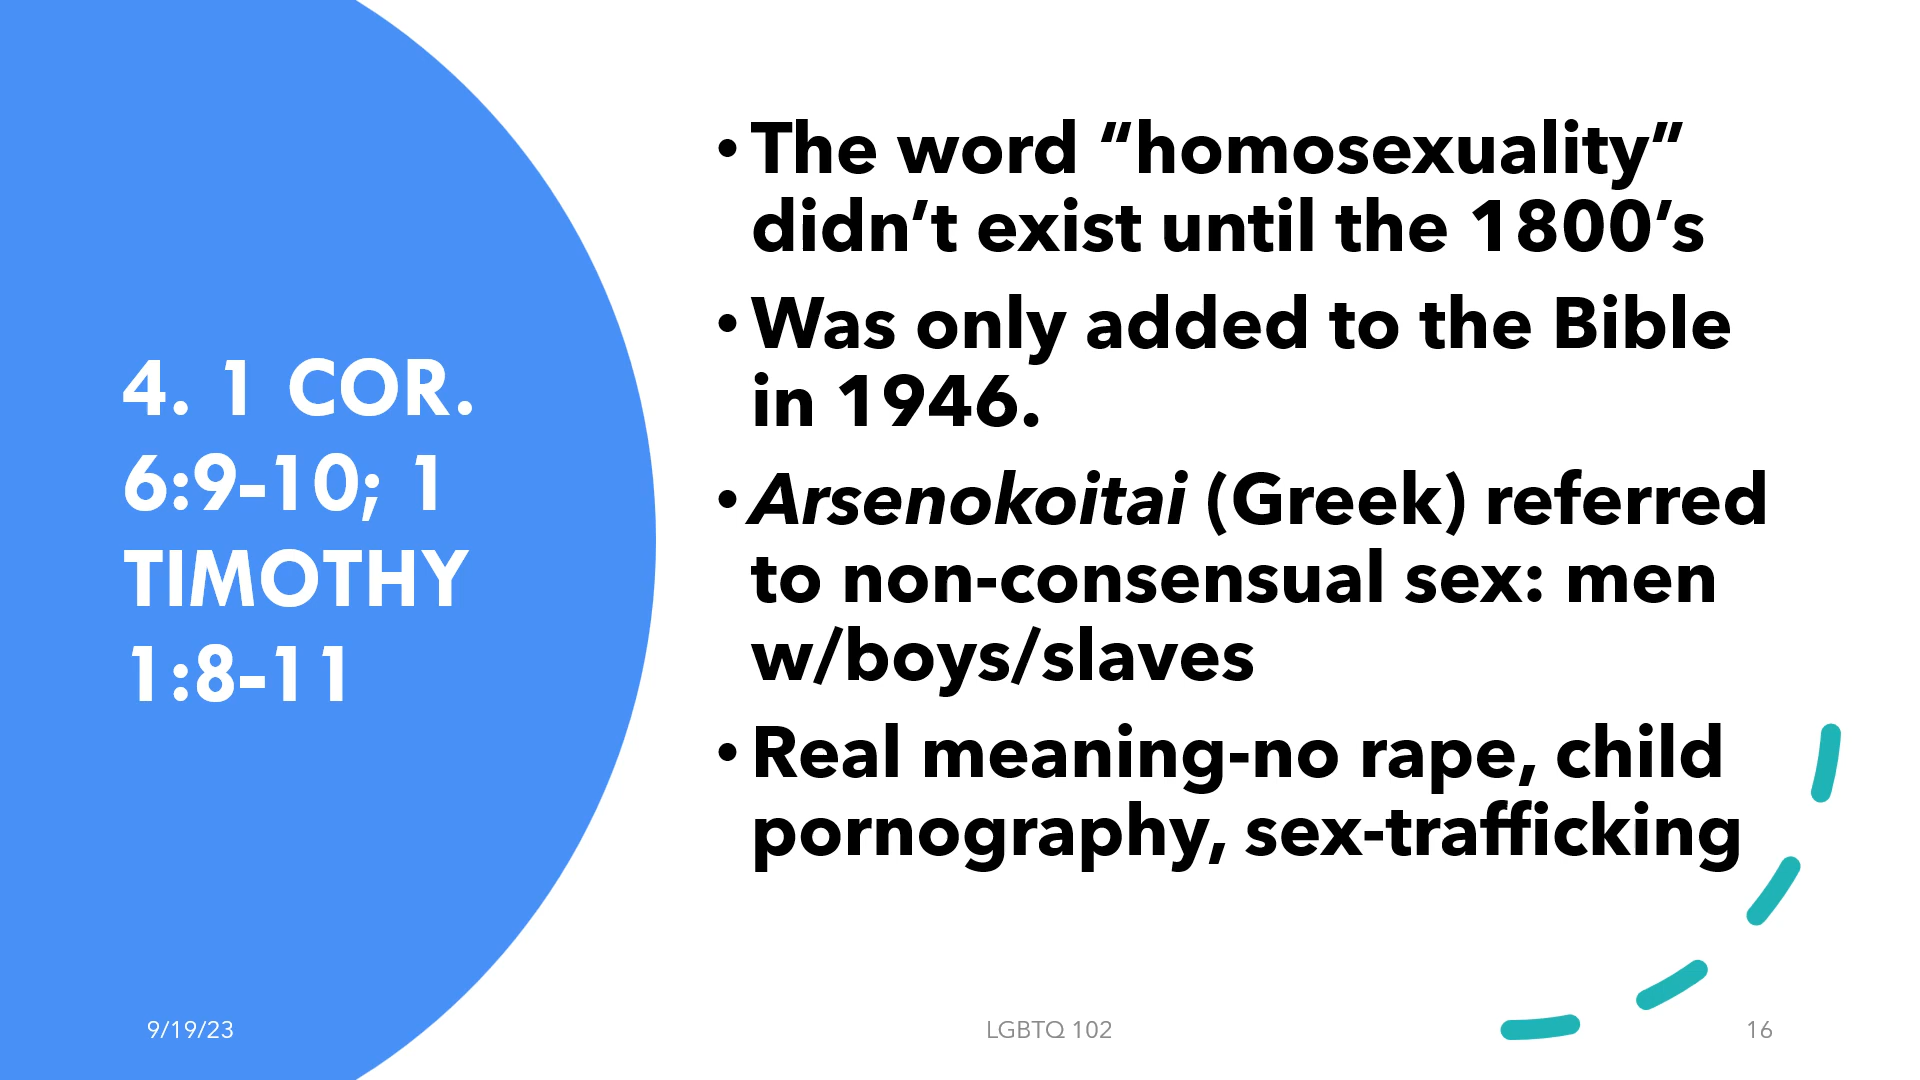 4. 1 COR.
6:9-10; 1
TIMOTHY
1:8-11
• The word “homosexuality”
didn’t exist until the 1800’s
• Was only added to the Bible
in 1946.
• Arsenokoitai (Greek) referred
to non-consensual sex: men
w/boys/slaves
• Real meaning-no rape, child
pornography, sex-trafficking
9/19/23
LGBTQ 102
16